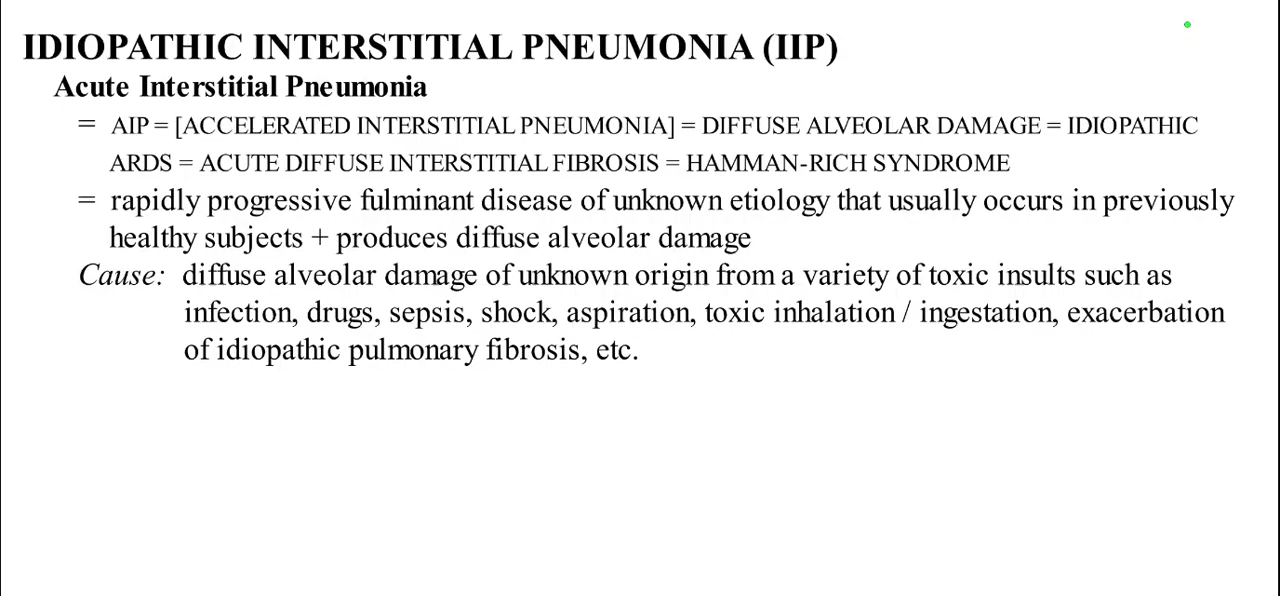 IDIOPATHIC INTERSTITIAL PNEUMONIA (IIP)
Acute Interstitial Pneumonia
= AIP = [ACCELERATED INTERSTITIAL PNEUMONIA] = DIFFUSE ALVEOLAR DAMAGE = IDIOPATHIC
ARDS = ACUTE DIFFUSE INTERSTITIAL FIBROSIS = HAMMAN-RICH SYNDROME
= rapidly progressive fulminant disease of unknown etiology that usually occurs in previously
healthy subjects + produces diffuse alveolar damage
Cause: diffuse alveolar damage of unknown origin from a variety of toxic insults such as
infection, drugs, sepsis, shock, aspiration, toxic inhalation / ingestation, exacerbation
of idiopathic pulmonary fibrosis, etc.